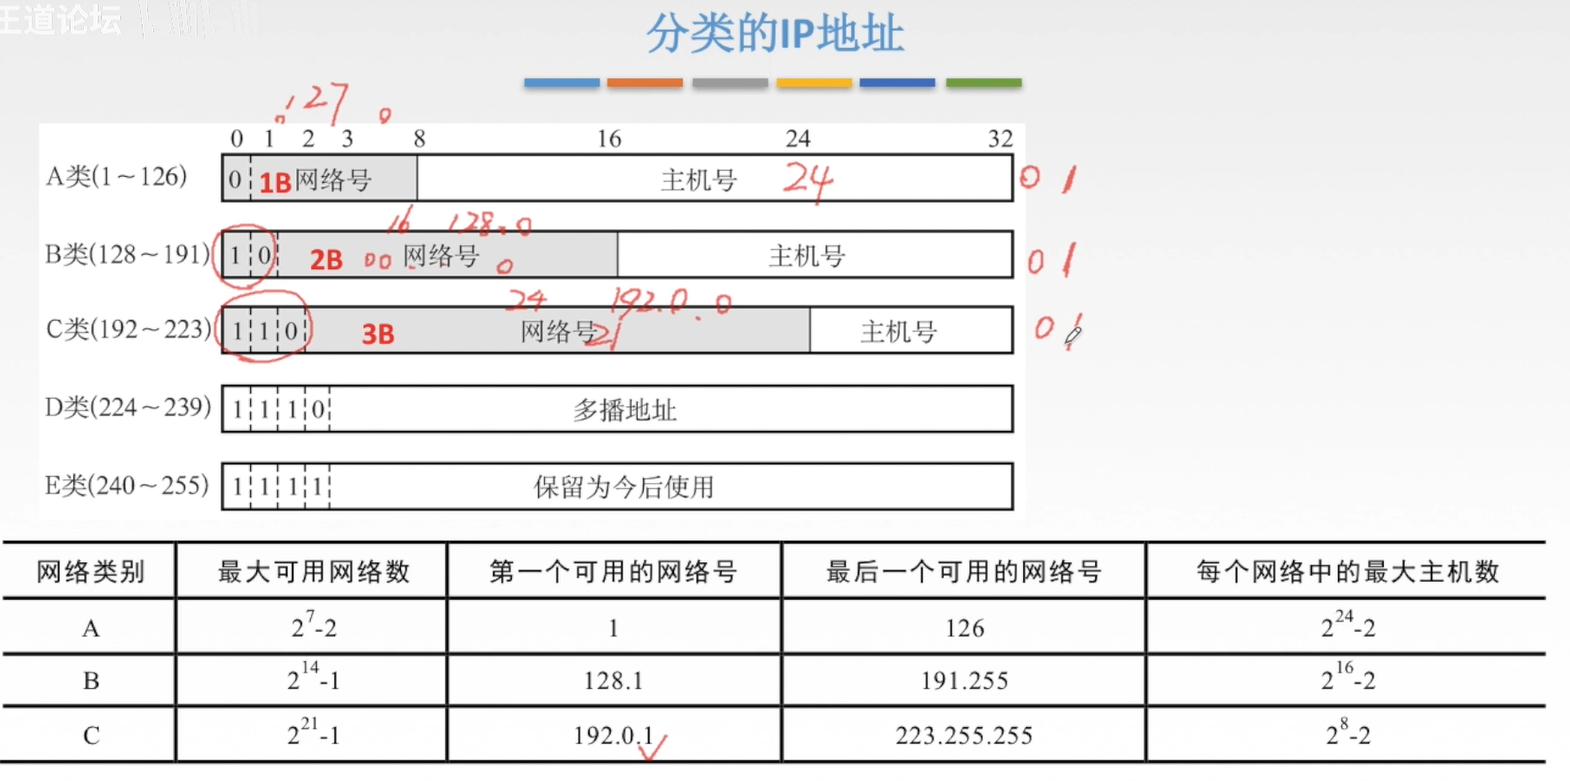 王道论坛
分类的IP地址
127 0
0
0 1 2 3 8 16 24 32
A类(1～126) 0 1B 网络号 主机号 24 0 1
16 128.0
B类(128～191) 1 0 2B 00 网络号 0 主机号 0 1
24 192.0.0
C类(192～223) 1 1 0 3B 网络号 21 主机号 0 1
D类(224～239) 1 1 1 0 多播地址
E类(240～255) 1 1 1 1 保留为今后使用
网络类别 最大可用网络数 第一个可用的网络号 最后一个可用的网络号 每个网络中的最大主机数
A 2^7-2 1 126 2^24-2
B 2^14-1 128.1 191.255 2^16-2
C 2^21-1 192.0.1 223.255.255 2^8-2